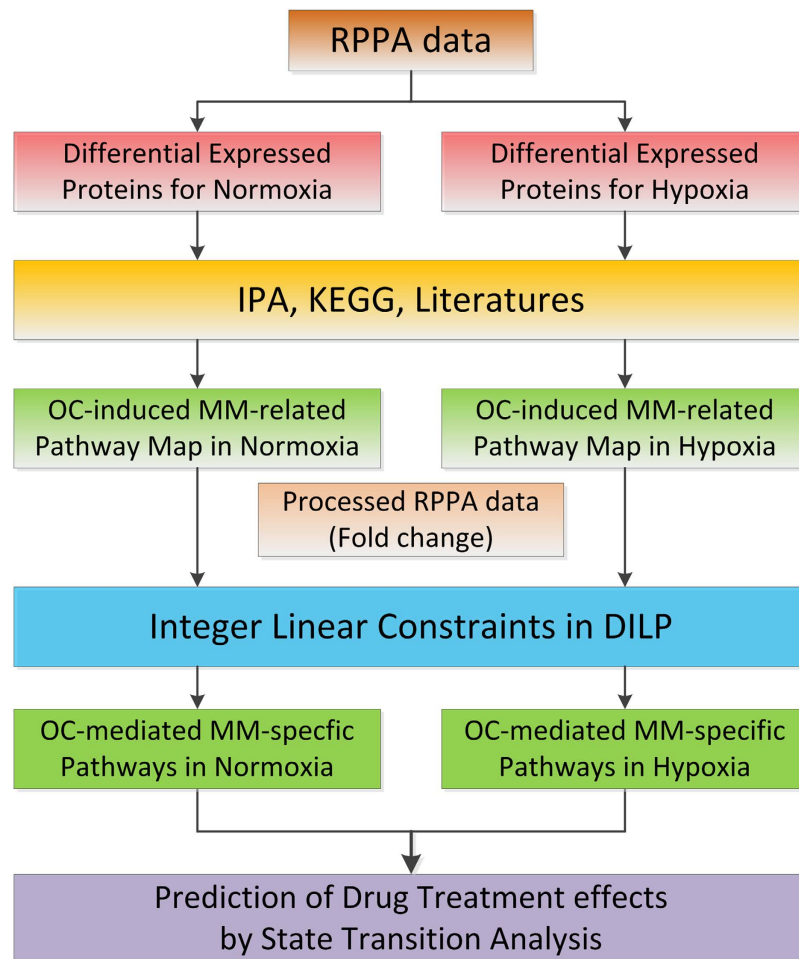 RPPA data
Differential Expressed
Proteins for Normoxia
Differential Expressed
Proteins for Hypoxia
IPA, KEGG, Literatures
OC-induced MM-related
Pathway Map in Normoxia
OC-induced MM-related
Pathway Map in Hypoxia
Processed RPPA data
(Fold change)
Integer Linear Constraints in DILP
OC-mediated MM-specfic
Pathways in Normoxia
OC-mediated MM-specific
Pathways in Hypoxia
Prediction of Drug Treatment effects
by State Transition Analysis